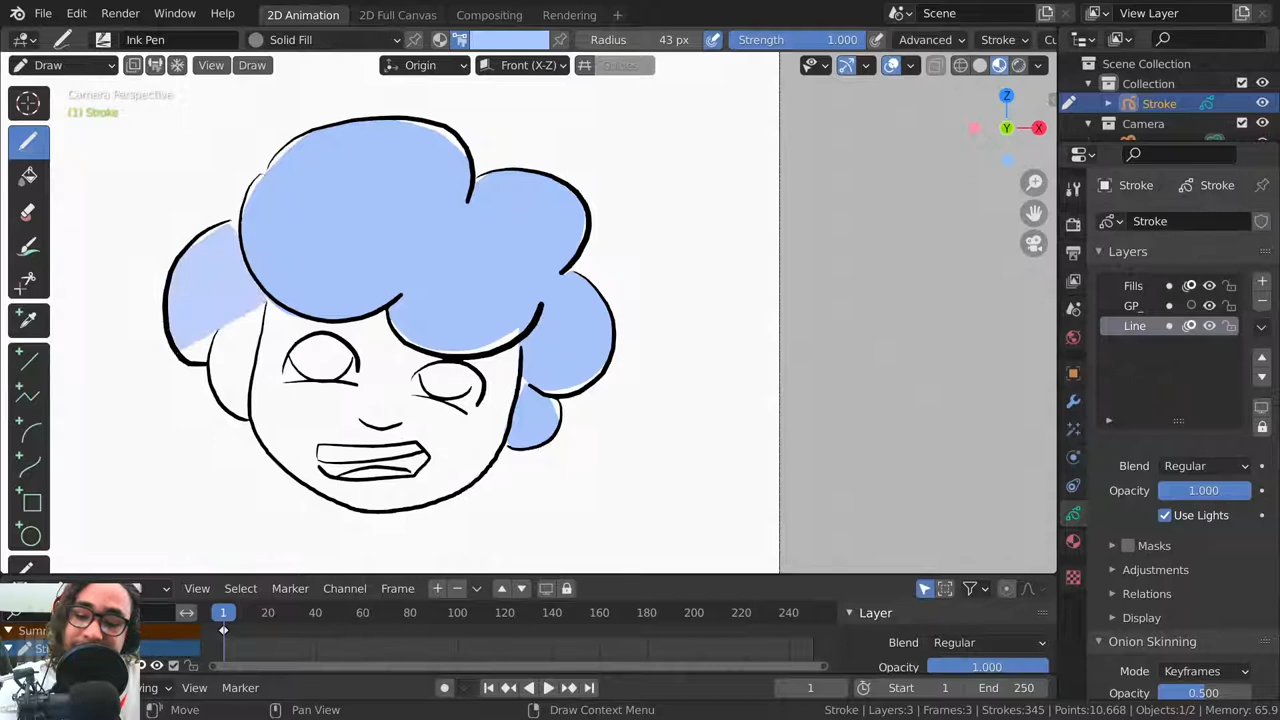 File Edit Render Window Help 2D Animation 2D Full Canvas Compositing Rendering + Scene View Layer
Ink Pen Solid Fill Radius 43 px Strength 1.000 Advanced Stroke
Draw View Draw Origin Front (X-Z) Guides
Scene Collection
Collection
Stroke
Camera
Camera Perspective
(1) Stroke
Z
Y
X
Stroke Stroke
Stroke
Layers
Fills
GP_
Line
Blend Regular
Opacity 1.000
Use Lights
Masks
Adjustments
Relations
Display
Onion Skinning
Mode Keyframes
Opacity 0.500
View Select Marker Channel Frame
1 20 40 60 80 100 120 140 160 180 200 220 240
Layer
Blend Regular
Opacity 1.000
View Marker 1 Start 1 End 250
Move Pan View Draw Context Menu Stroke | Layers:3 | Frames:3 | Strokes:345 | Points:10,668 | Objects:1/2 | Memory: 65.9